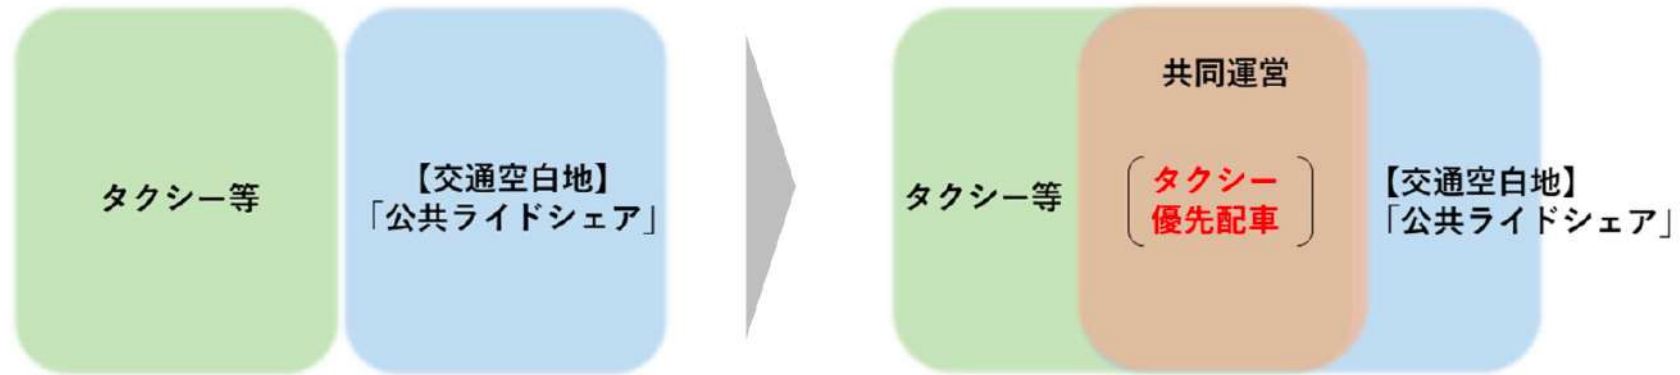 タクシー等
【交通空白地】
「公共ライドシェア」
共同運営
タクシー等
タクシー
優先配車
【交通空白地】
「公共ライドシェア」